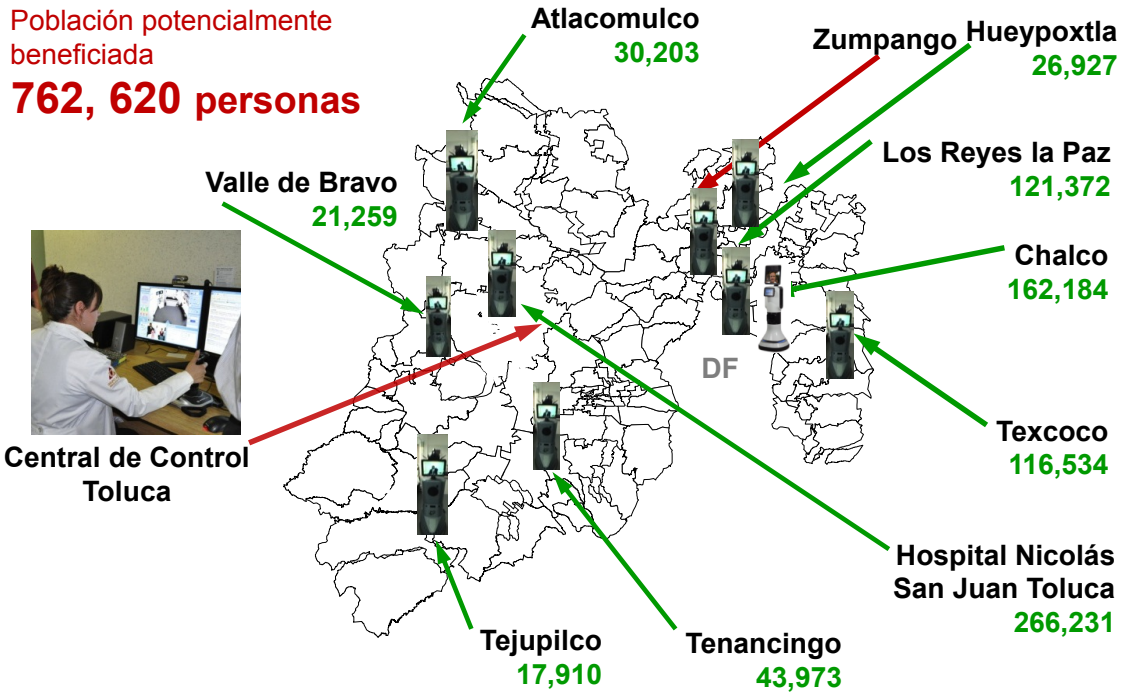 Población potencialmente
beneficiada
762, 620 personas
Atlacomulco
30,203
Zumpango
Hueypoxtla
26,927
Los Reyes la Paz
121,372
Valle de Bravo
21,259
Chalco
162,184
DF
Central de Control
Toluca
Texcoco
116,534
Hospital Nicolás
San Juan Toluca
266,231
Tejupilco
17,910
Tenancingo
43,973